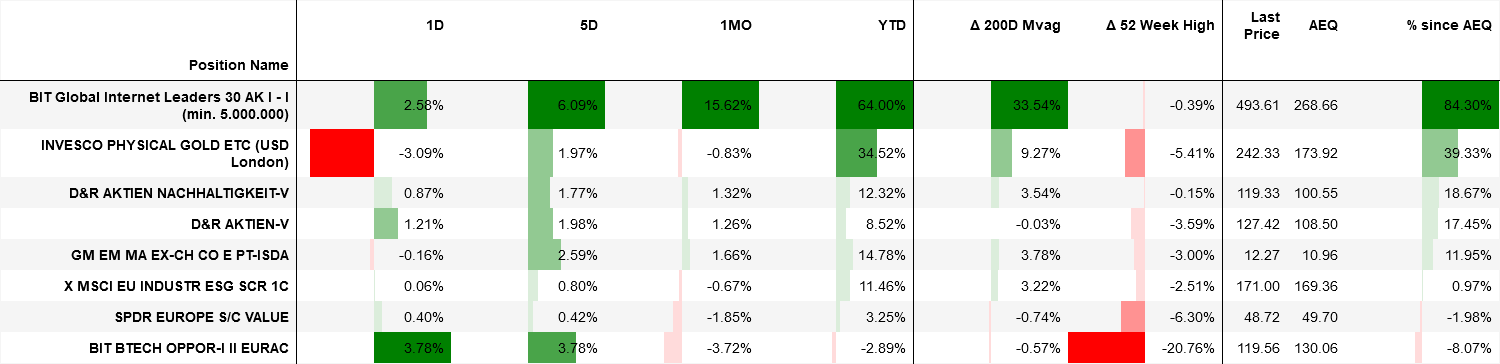 Position Name 1D 5D 1MO YTD Δ 200D Mvag Δ 52 Week High Last Price AEQ % since AEQ
BIT Global Internet Leaders 30 AK I - I (min. 5.000.000) 2.58% 6.09% 15.62% 64.00% 33.54% -0.39% 493.61 268.66 84.30%
INVESCO PHYSICAL GOLD ETC (USD London) -3.09% 1.97% -0.83% 34.52% 9.27% -5.41% 242.33 173.92 39.33%
D&R AKTIEN NACHHALTIGKEIT-V 0.87% 1.77% 1.32% 12.32% 3.54% -0.15% 119.33 100.55 18.67%
D&R AKTIEN-V 1.21% 1.98% 1.26% 8.52% -0.03% -3.59% 127.42 108.50 17.45%
GM EM MA EX-CH CO E PT-ISDA -0.16% 2.59% 1.66% 14.78% 3.78% -3.00% 12.27 10.96 11.95%
X MSCI EU INDUSTR ESG SCR 1C 0.06% 0.80% -0.67% 11.46% 3.22% -2.51% 171.00 169.36 0.97%
SPDR EUROPE S/C VALUE 0.40% 0.42% -1.85% 3.25% -0.74% -6.30% 48.72 49.70 -1.98%
BIT BTECH OPPOR-I II EURAC 3.78% 3.78% -3.72% -2.89% -0.57% -20.76% 119.56 130.06 -8.07%